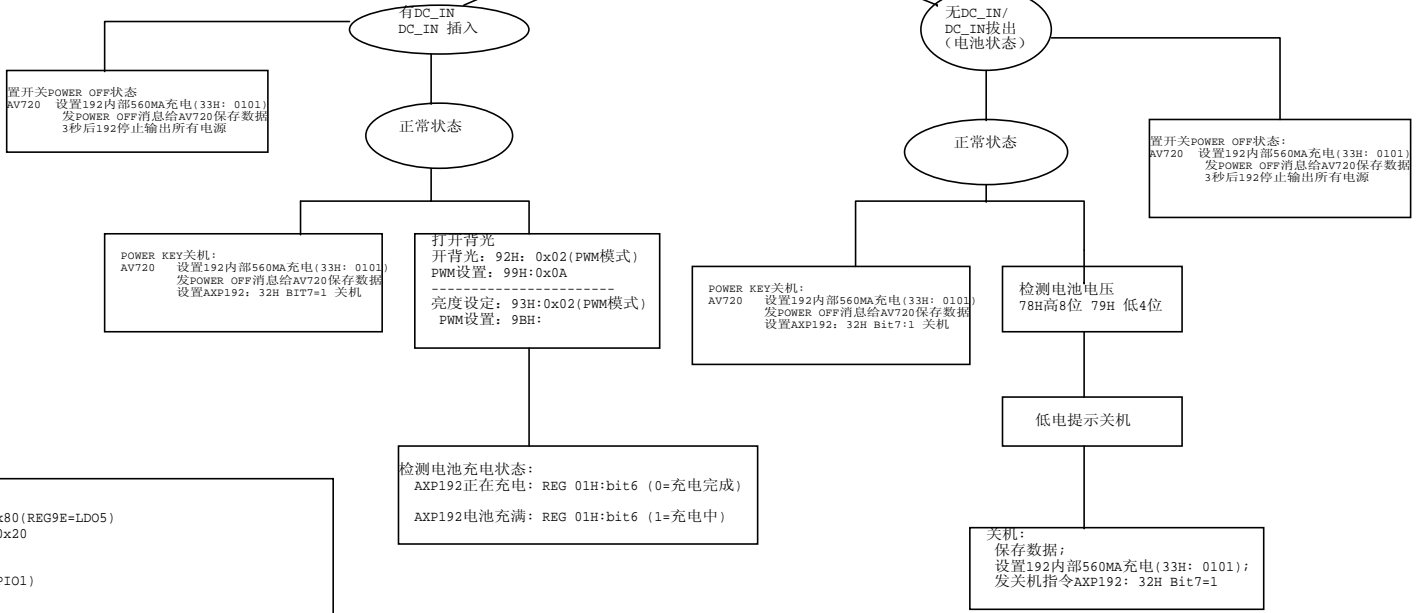 有DC_IN
DC_IN 插入
无DC_IN/
DC_IN拔出
(电池状态)
置开关POWER OFF状态
AV720 设置192内部560MA充电(33H: 0101)
发POWER OFF消息给AV720保存数据
3秒后192停止输出所有电源
正常状态
正常状态
置开关POWER OFF状态:
AV720 设置192内部560MA充电(33H: 0101)
发POWER OFF消息给AV720保存数据
3秒后192停止输出所有电源
POWER KEY关机:
AV720 设置192内部560MA充电(33H: 0101)
发POWER OFF消息给AV720保存数据
设置AXP192: 32H BIT7=1 关机
打开背光
开背光: 92H: 0x02(PWM模式)
PWM设置: 99H:0x0A
-----------------------
亮度设定: 93H:0x02(PWM模式)
PWM设置: 9BH:
POWER KEY关机:
AV720 设置192内部560MA充电(33H: 0101)
发POWER OFF消息给AV720保存数据
设置AXP192: 32H Bit7:1 关机
检测电池电压
78H高8位 79H 低4位
低电提示关机
检测电池充电状态:
AXP192正在充电: REG 01H:bit6 (0=充电完成)
AXP192电池充满: REG 01H:bit6 (1=充电中)
x80(REG9E=LDO5)
0x20
PIO1)
关机:
保存数据;
设置192内部560MA充电(33H: 0101);
发关机指令AXP192: 32H Bit7=1